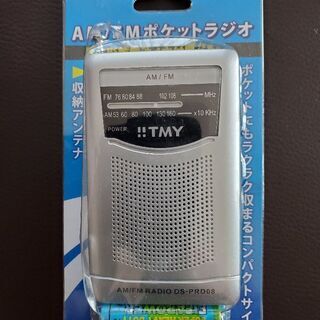 AM/FMポケットラジオ
AM / FM
FM 76 80 84 88 102 108 MHz
AM 53 60 80 100 130 160 x10 KHz
POWER
!!TMY
AM/FM RADIO DS-PRO08
ポケットにもラクラク収まるコンパクトサイ
収納アンテナ